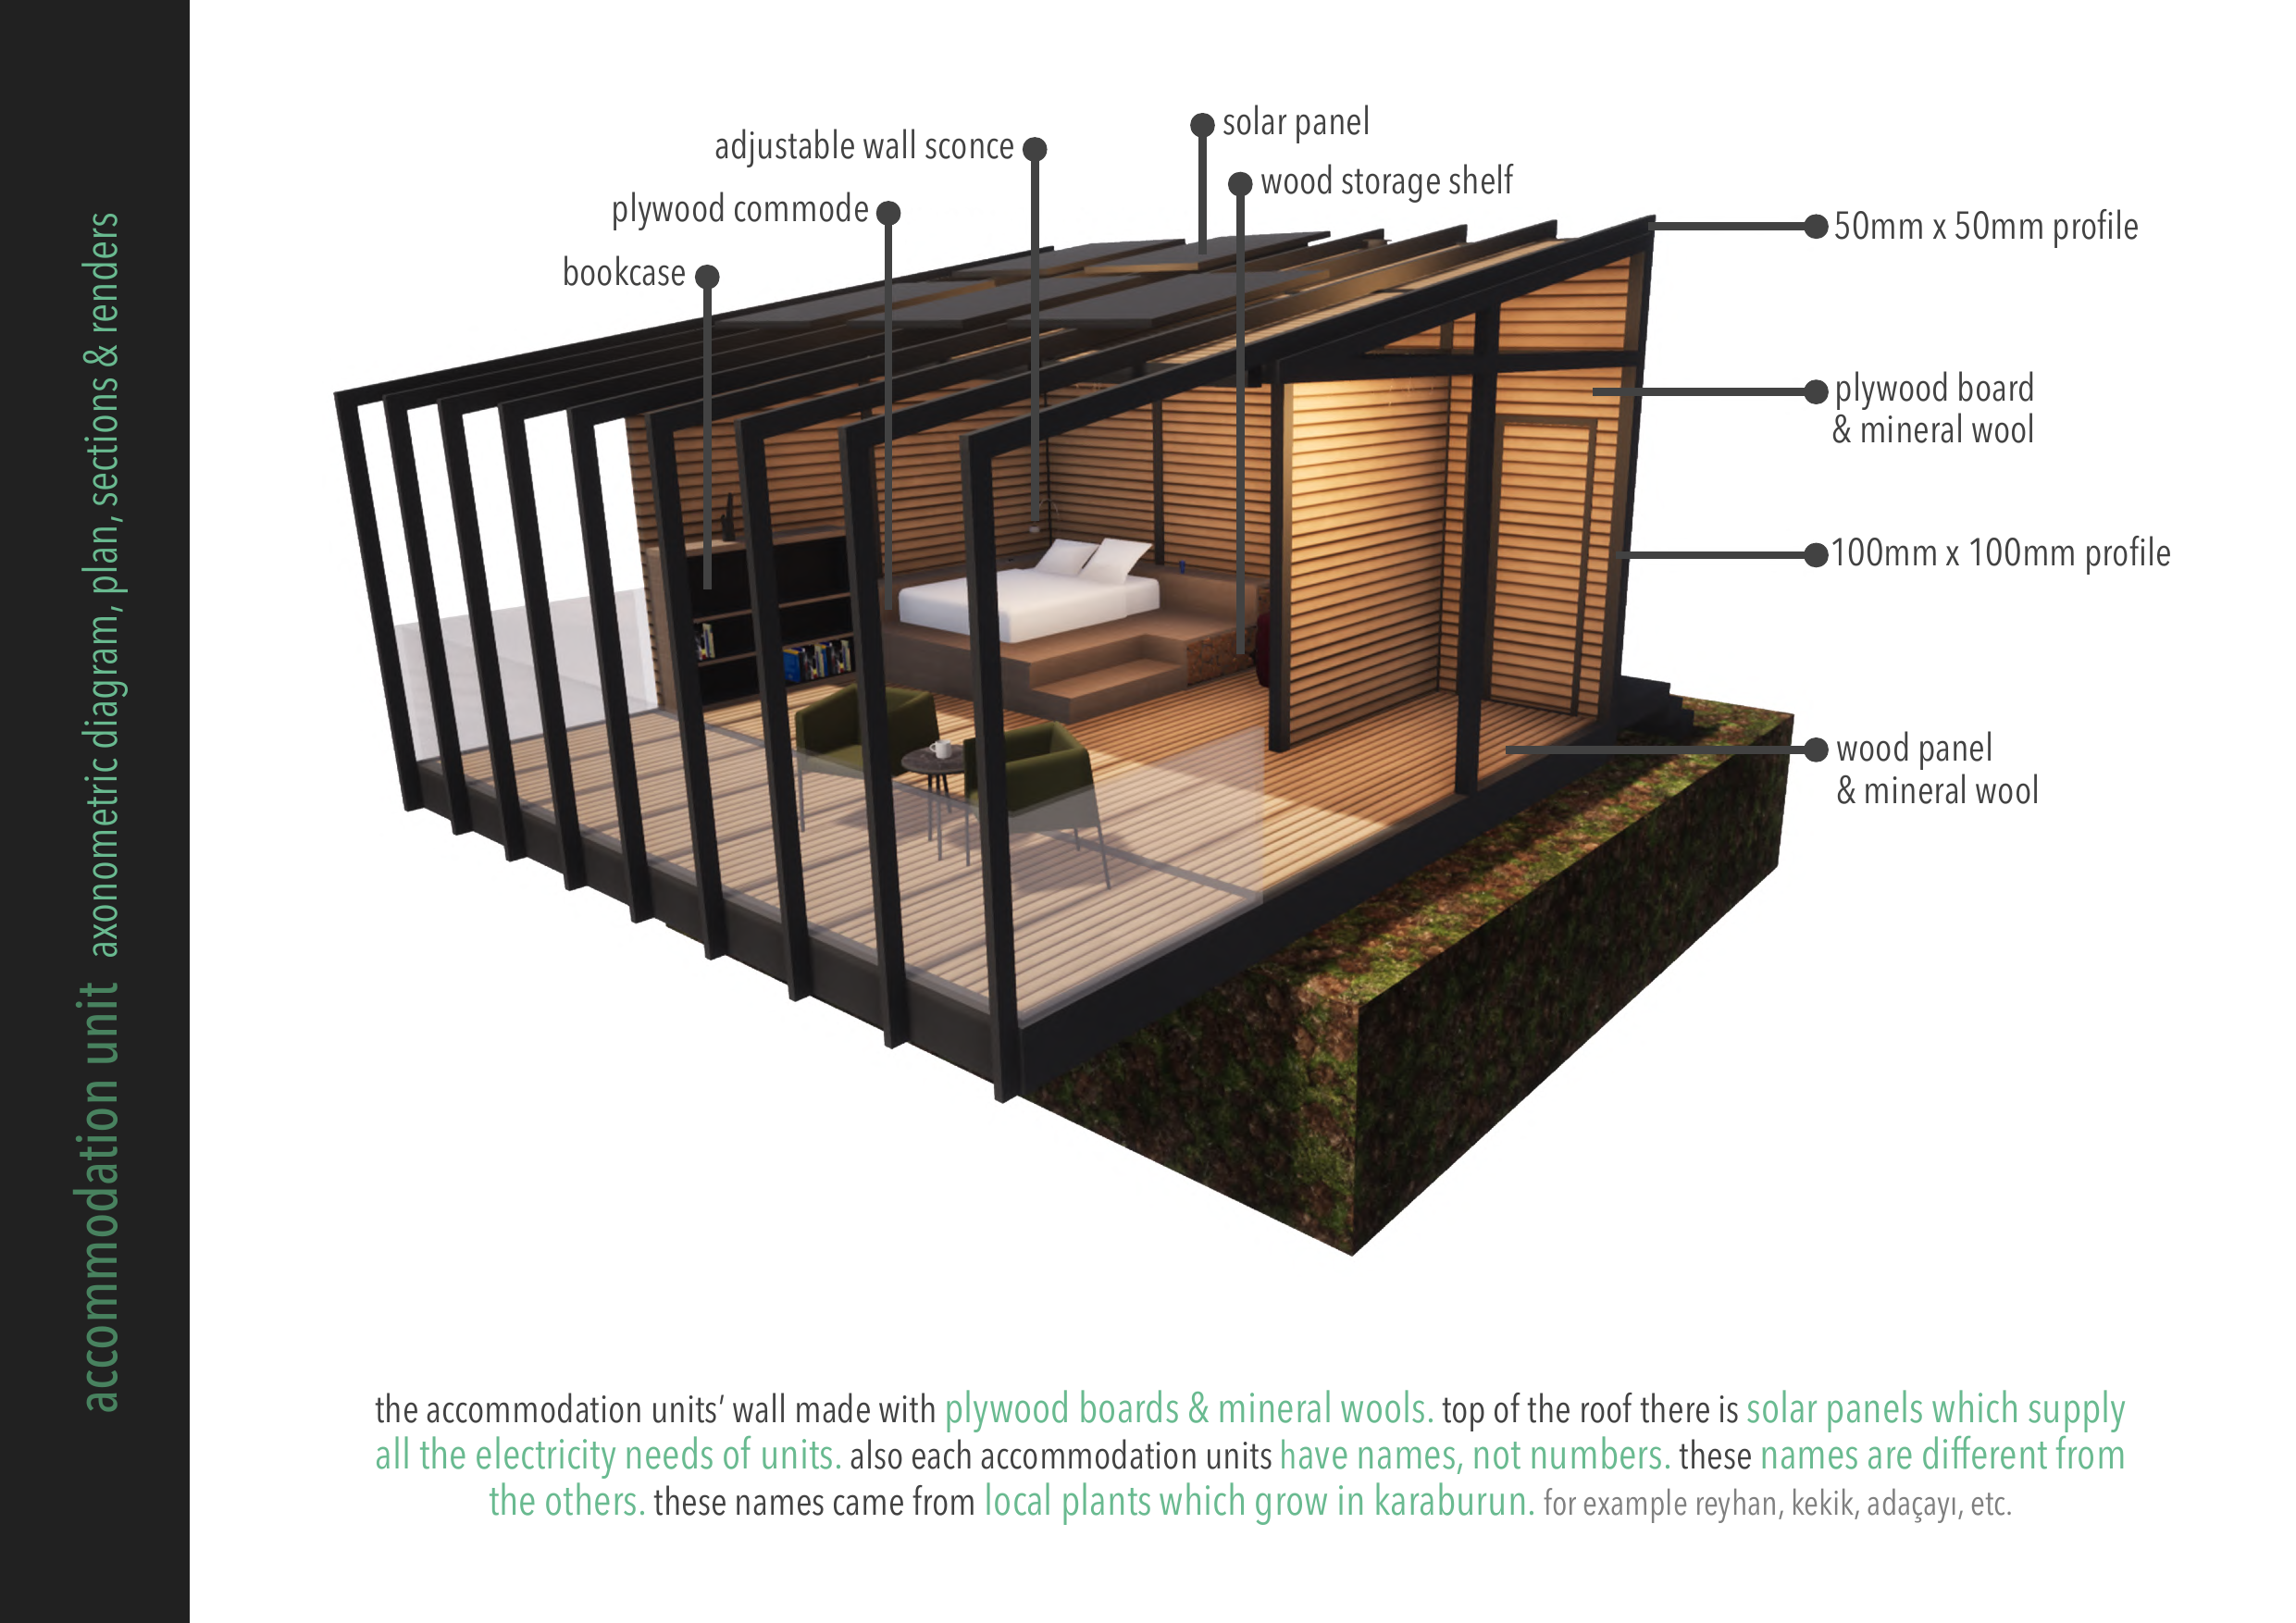 accommodation unit axonometric diagram, plan, sections & renders
solar panel
adjustable wall sconce
wood storage shelf
plywood commode
50mm x 50mm profile
bookcase
plywood board
& mineral wool
100mm x 100mm profile
wood panel
& mineral wool
the accommodation units’ wall made with plywood boards & mineral wools. top of the roof there is solar panels which supply
all the electricity needs of units. also each accommodation units have names, not numbers. these names are different from
the others. these names came from local plants which grow in karaburun. for example reyhan, kekik, adaçayı, etc.